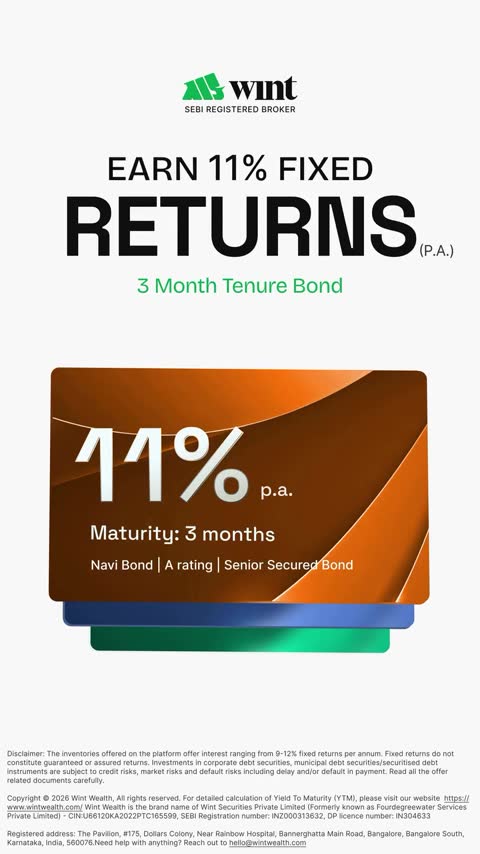 wint
SEBI REGISTERED BROKER
EARN 11% FIXED
RETURNS (P.A.)
3 Month Tenure Bond
11% p.a.
Maturity: 3 months
Navi Bond | A rating | Senior Secured Bond
Disclaimer: The inventories offered on the platform offer interest ranging from 9-12% fixed returns per annum. Fixed returns do not
constitute guaranteed or assured returns. Investments in corporate debt securities, municipal debt securities/securitised debt
instruments are subject to credit risks, market risks and default risks including delay and/or default in payment. Read all the offer
related documents carefully.
Copyright © 2026 Wint Wealth, All rights reserved. For detailed calculation of Yield To Maturity (YTM), please visit our website https://
www.wintwealth.com/ Wint Wealth is the brand name of Wint Securities Private Limited (Formerly known as Fourdegreewater Services
Private Limited) - CIN:U66120KA2022PTC165599, SEBI Registration number: INZ000313632, DP licence number: IN304633
Registered address: The Pavilion, #175, Dollars Colony, Near Rainbow Hospital, Bannerghatta Main Road, Bangalore, Bangalore South,
Karnataka, India, 560076.Need help with anything? Reach out to hello@wintwealth.com